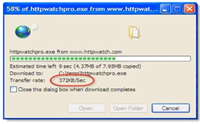 58% of httpwatchpro.exe from www.httpwat...
httpwatchpro.exe from www.httpwatch.com
Estimated time left 9 sec (4.37MB of 7.95MB copied)
Download to: C:\temp\httpwatchpro.exe
Transfer rate: 372KB/Sec
Close this dialog box when download completes
Open Open Folder Cancel